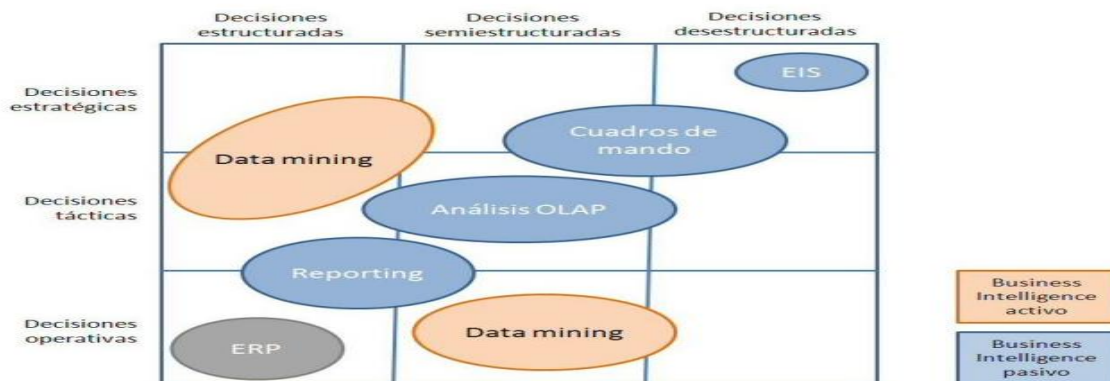 Decisiones
estructuradas
Decisiones
semiestructuradas
Decisiones
desestructuradas
Decisiones
estratégicas
EIS
Cuadros de
mando
Data mining
Decisiones
tácticas
Análisis OLAP
Reporting
Decisiones
operativas
ERP
Data mining
Business
Intelligence
activo
Business
Intelligence
pasivo